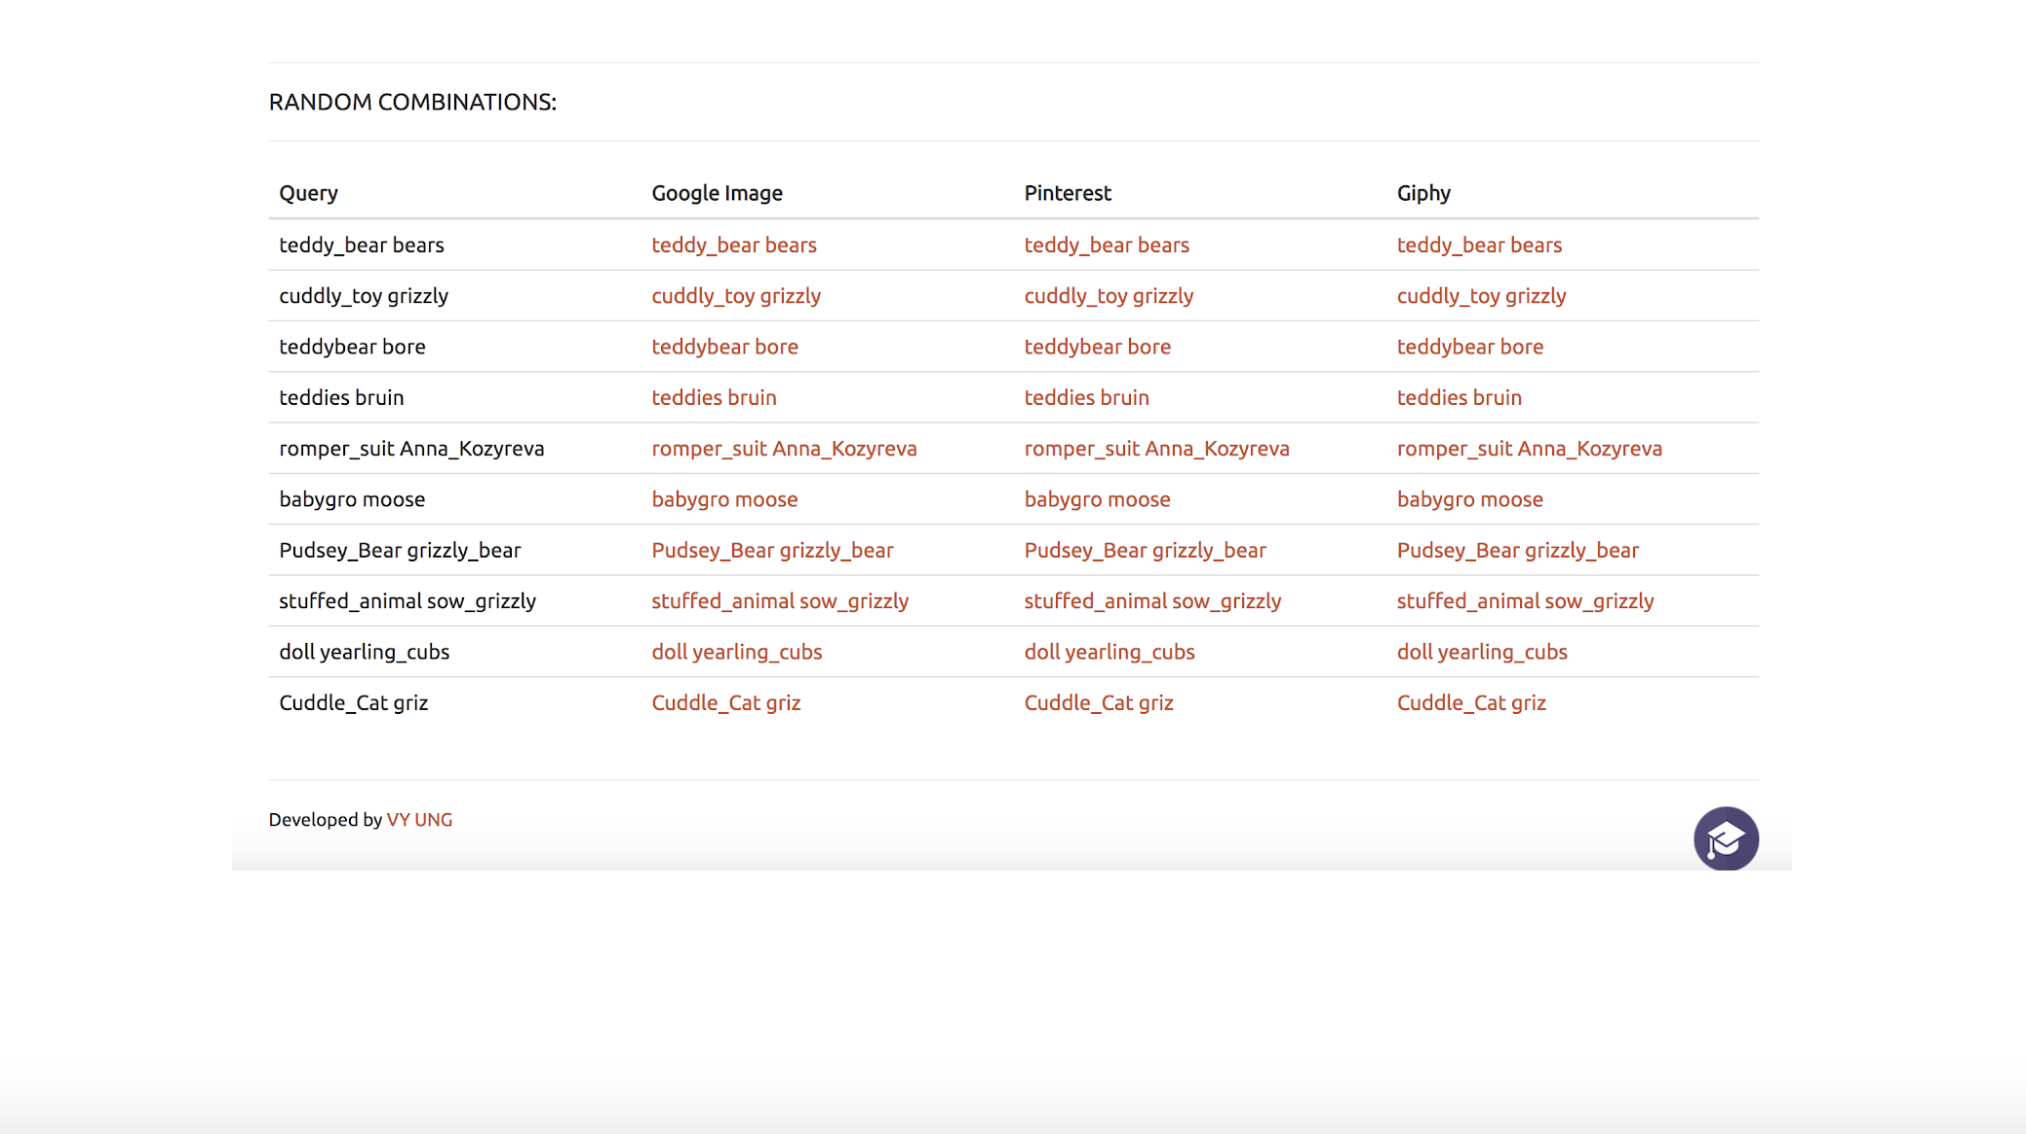 RANDOM COMBINATIONS:
Query Google Image Pinterest Giphy
teddy_bear bears teddy_bear bears teddy_bear bears teddy_bear bears
cuddly_toy grizzly cuddly_toy grizzly cuddly_toy grizzly cuddly_toy grizzly
teddybear bore teddybear bore teddybear bore teddybear bore
teddies bruin teddies bruin teddies bruin teddies bruin
romper_suit Anna_Kozyreva romper_suit Anna_Kozyreva romper_suit Anna_Kozyreva romper_suit Anna_Kozyreva
babygro moose babygro moose babygro moose babygro moose
Pudsey_Bear grizzly_bear Pudsey_Bear grizzly_bear Pudsey_Bear grizzly_bear Pudsey_Bear grizzly_bear
stuffed_animal sow_grizzly stuffed_animal sow_grizzly stuffed_animal sow_grizzly stuffed_animal sow_grizzly
doll yearling_cubs doll yearling_cubs doll yearling_cubs doll yearling_cubs
Cuddle_Cat griz Cuddle_Cat griz Cuddle_Cat griz Cuddle_Cat griz
Developed by VY UNG